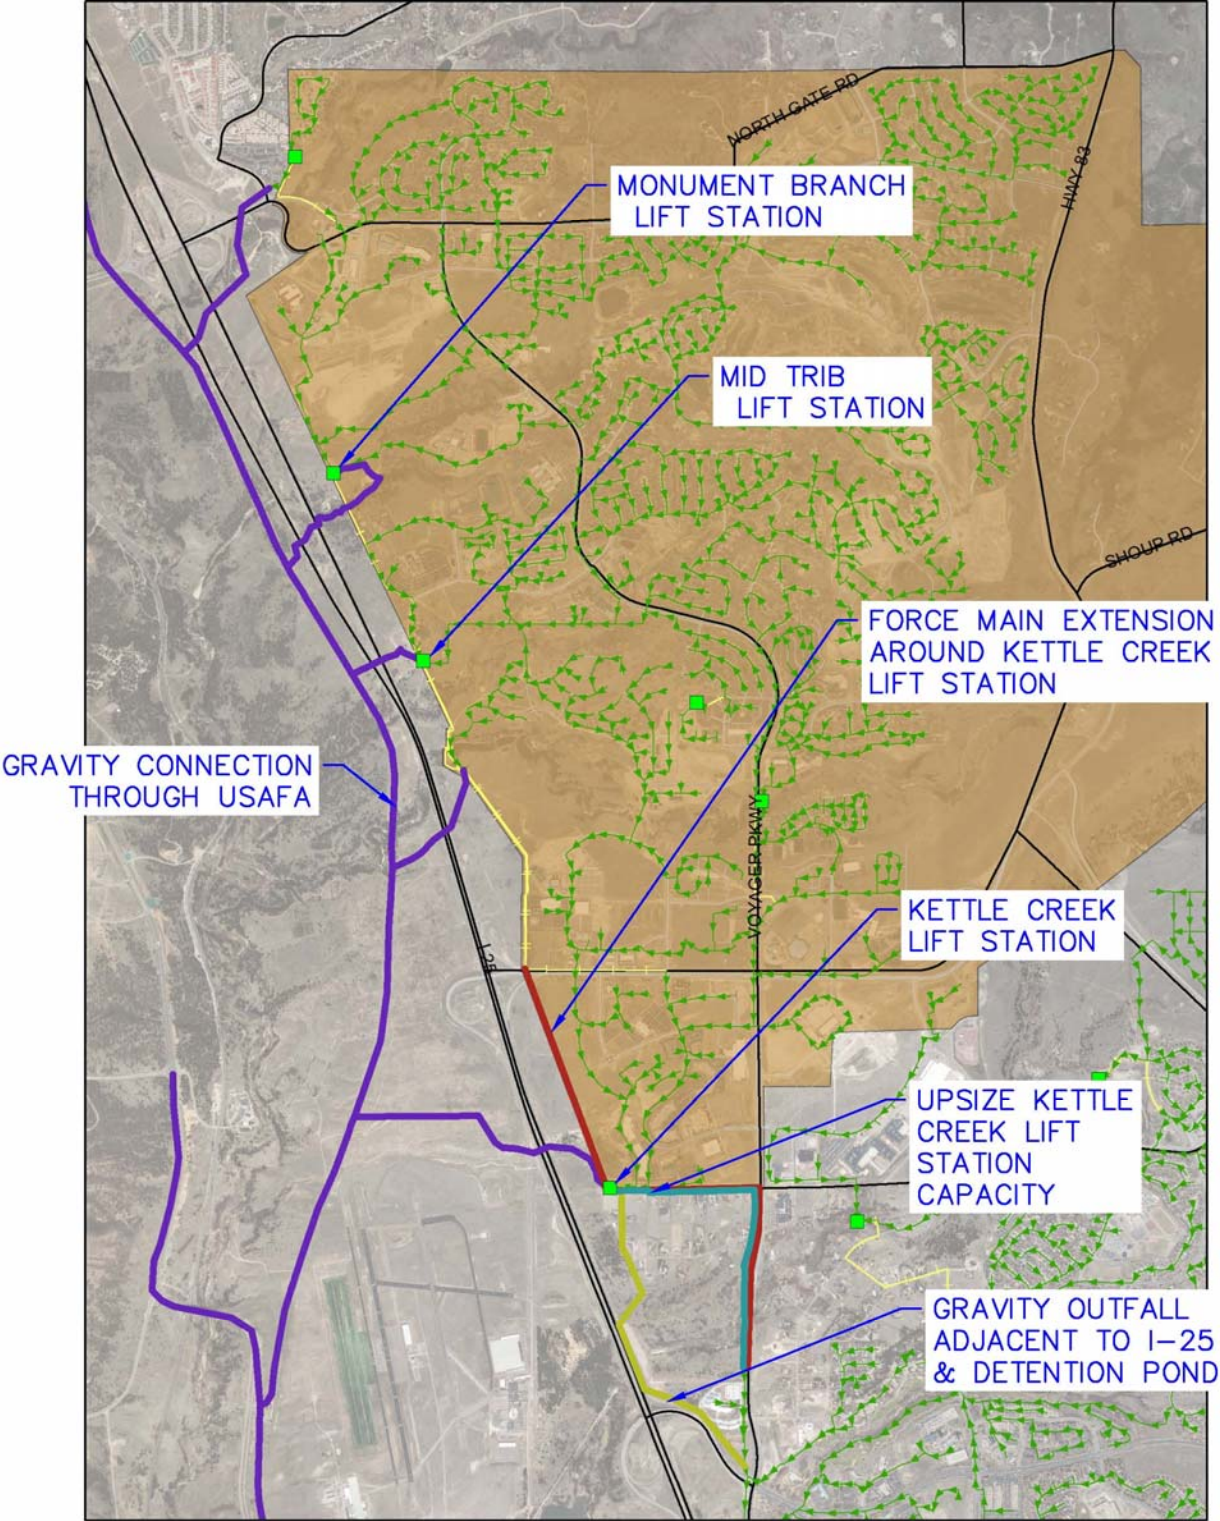 NORTH GATE RD
HWY 83
MONUMENT BRANCH
LIFT STATION
MID TRIB
LIFT STATION
SHOUP RD
FORCE MAIN EXTENSION
AROUND KETTLE CREEK
LIFT STATION
GRAVITY CONNECTION
THROUGH USAFA
VOYAGER PKWY
KETTLE CREEK
LIFT STATION
I-25
UPSIZE KETTLE
CREEK LIFT
STATION
CAPACITY
GRAVITY OUTFALL
ADJACENT TO I-25
& DETENTION POND